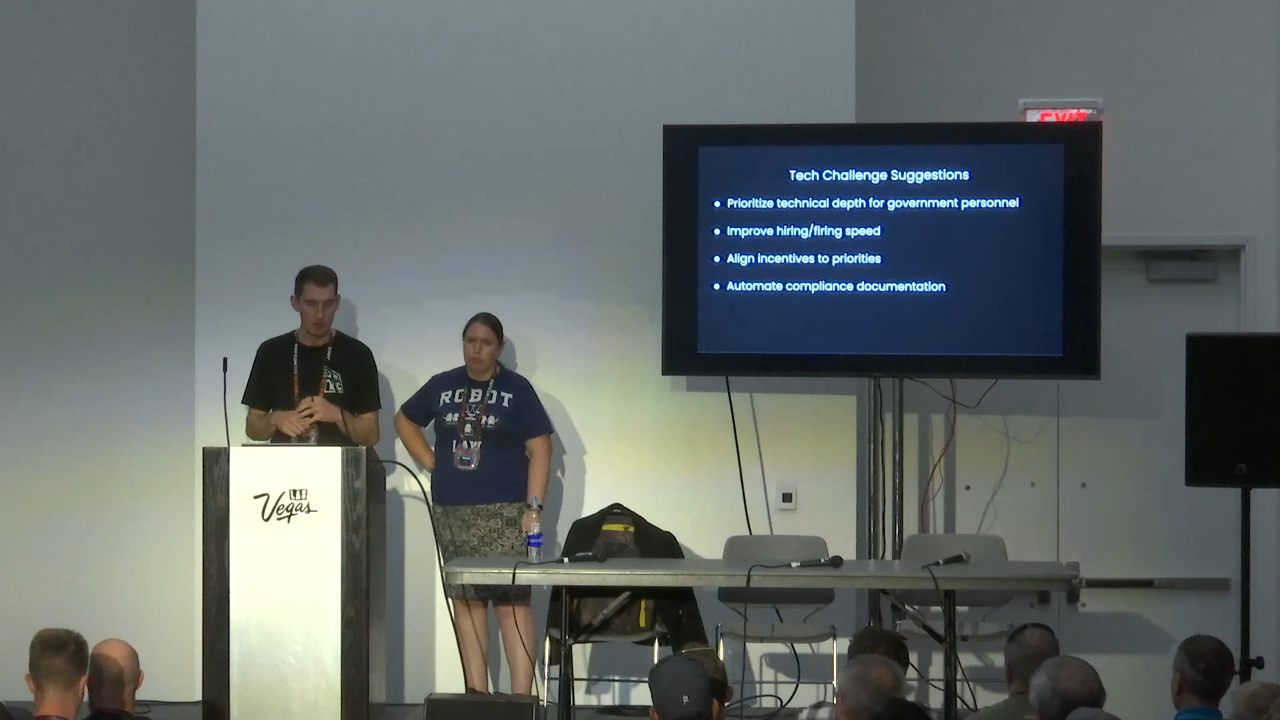 EXIT
Tech Challenge Suggestions
• Prioritize technical depth for government personnel
• Improve hiring/firing speed
• Align incentives to priorities
• Automate compliance documentation
ROBOT
LAS
Vegas